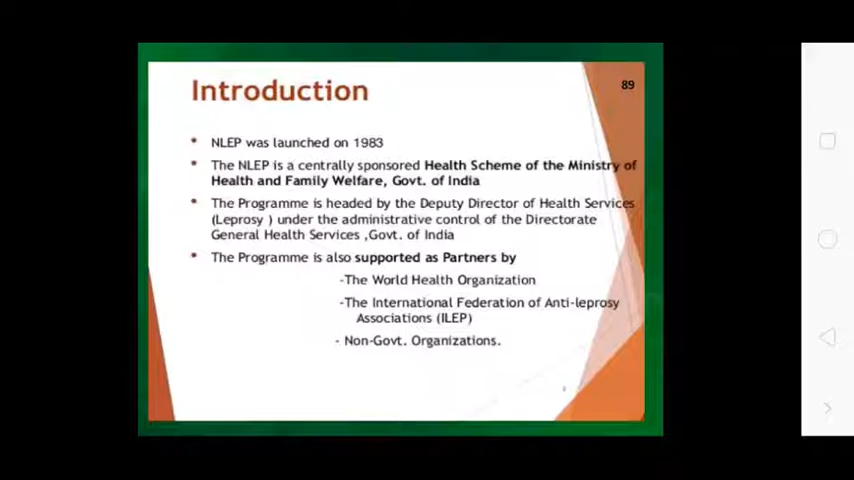 Introduction
89
NLEP was launched on 1983
The NLEP is a centrally sponsored Health Scheme of the Ministry of
Health and Family Welfare, Govt. of India
The Programme is headed by the Deputy Director of Health Services
(Leprosy ) under the administrative control of the Directorate
General Health Services ,Govt. of India
The Programme is also supported as Partners by
-The World Health Organization
-The International Federation of Anti-leprosy
Associations (ILEP)
- Non-Govt. Organizations.